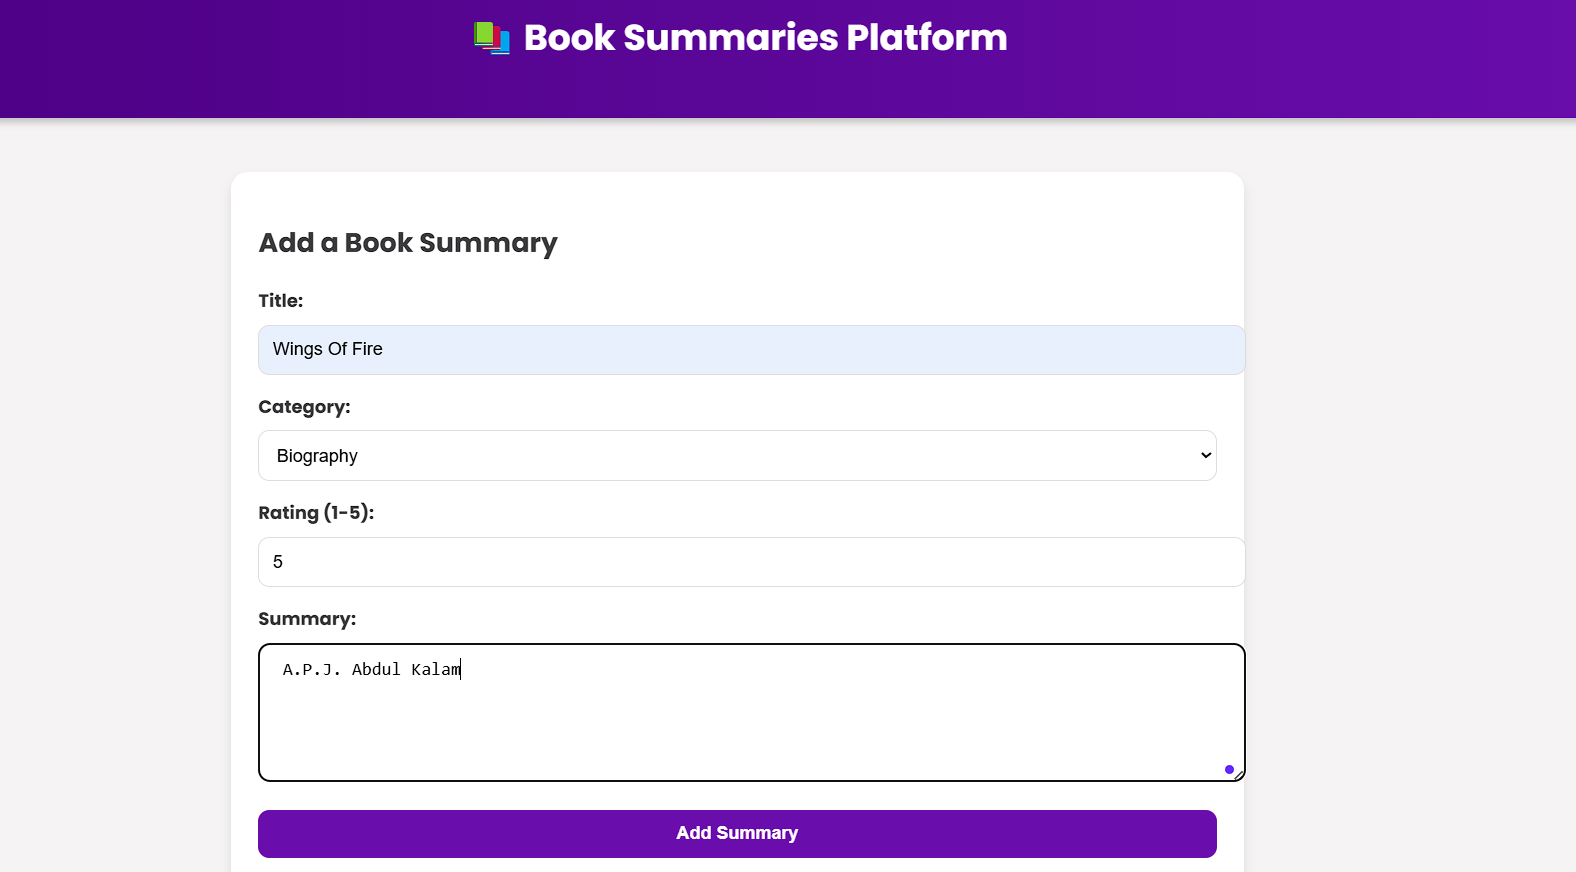 Book Summaries Platform
Add a Book Summary
Title:
Wings Of Fire
Category:
Biography
Rating (1-5):
5
Summary:
A.P.J. Abdul Kalam
Add Summary